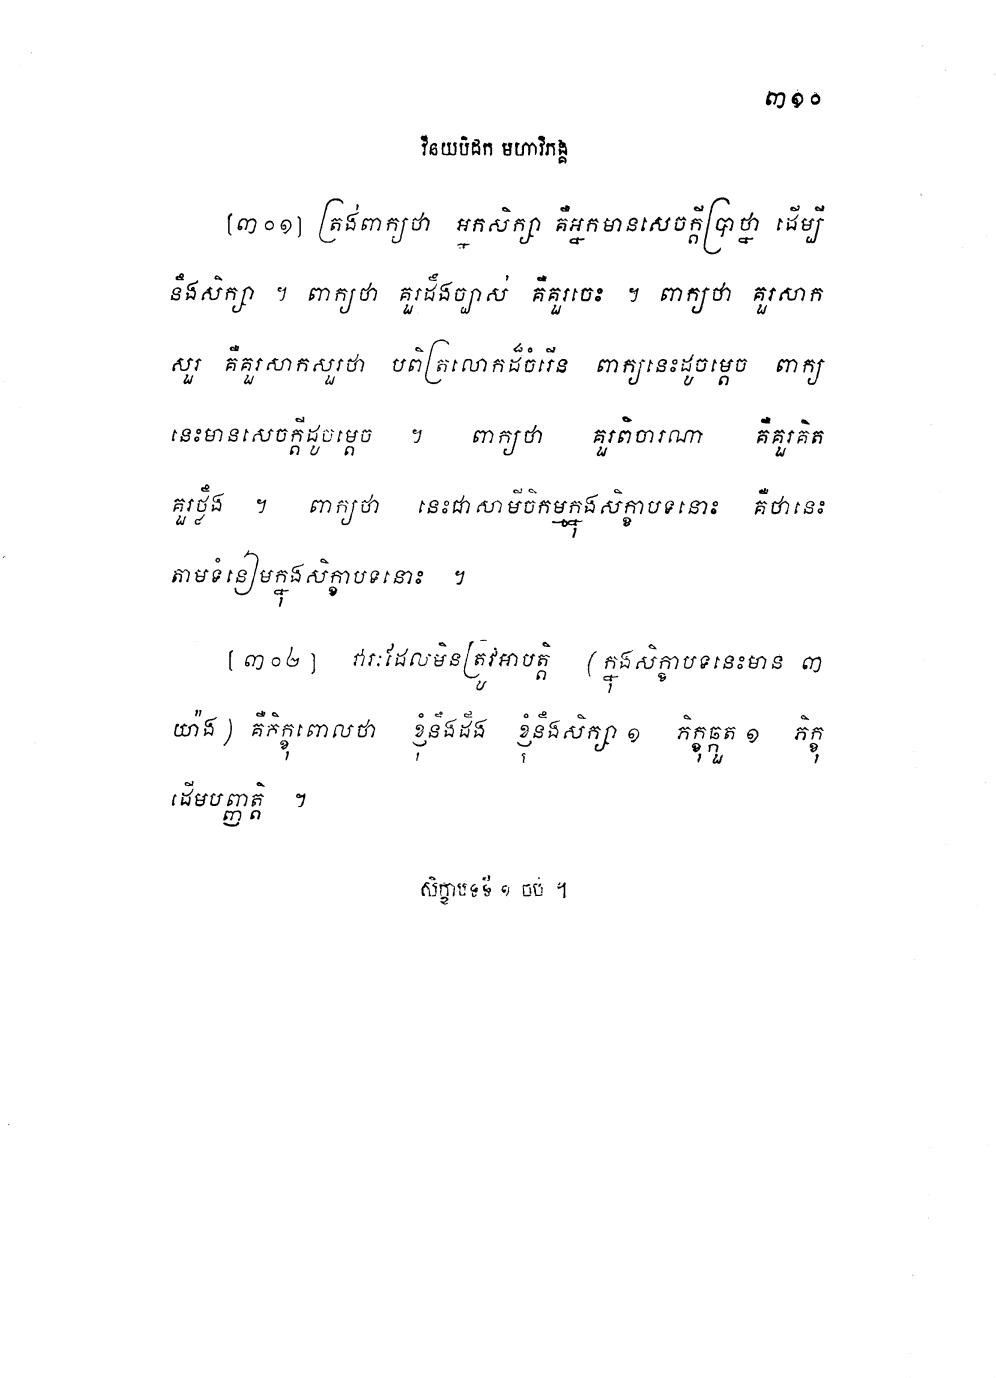 ៣១០
វិនយបិដក មហាវិភង្គ
[៣០១] ត្រង់ពាក្យថា អ្នកសិក្សា គឺអ្នកមានសេចក្តីប្រាថ្នា ដើម្បី
នឹងសិក្សា ។ ពាក្យថា គួរដឹងច្បាស់ គឺគួរចេះ ។ ពាក្យថា គួរសាក
សួរ គឺគួរសាកសួរថា បពិត្រលោកដ៏ចំរើន ពាក្យនេះដូចម្តេច ពាក្យ
នេះមានសេចក្តីដូចម្តេច ។ ពាក្យថា គួរពិចារណា គឺគួរគិត
គួរថ្លឹង ។ ពាក្យថា នេះជាសាមីចិកម្មក្នុងសិក្ខាបទនោះ គឺថានេះ
តាមទំនៀមក្នុងសិក្ខាបទនោះ ។
[៣០២] វារៈដែលមិនត្រូវអាបត្តិ (ក្នុងសិក្ខាបទនេះមាន ៣
យ៉ាង) គឺភិក្ខុពោលថា ខ្ញុំនឹងដឹង ខ្ញុំនឹងសិក្សា ១ ភិក្ខុឆ្កួត ១ ភិក្ខុ
ដើមបញ្ញត្តិ ។
សិក្ខាបទទី ១ ចប់ ។